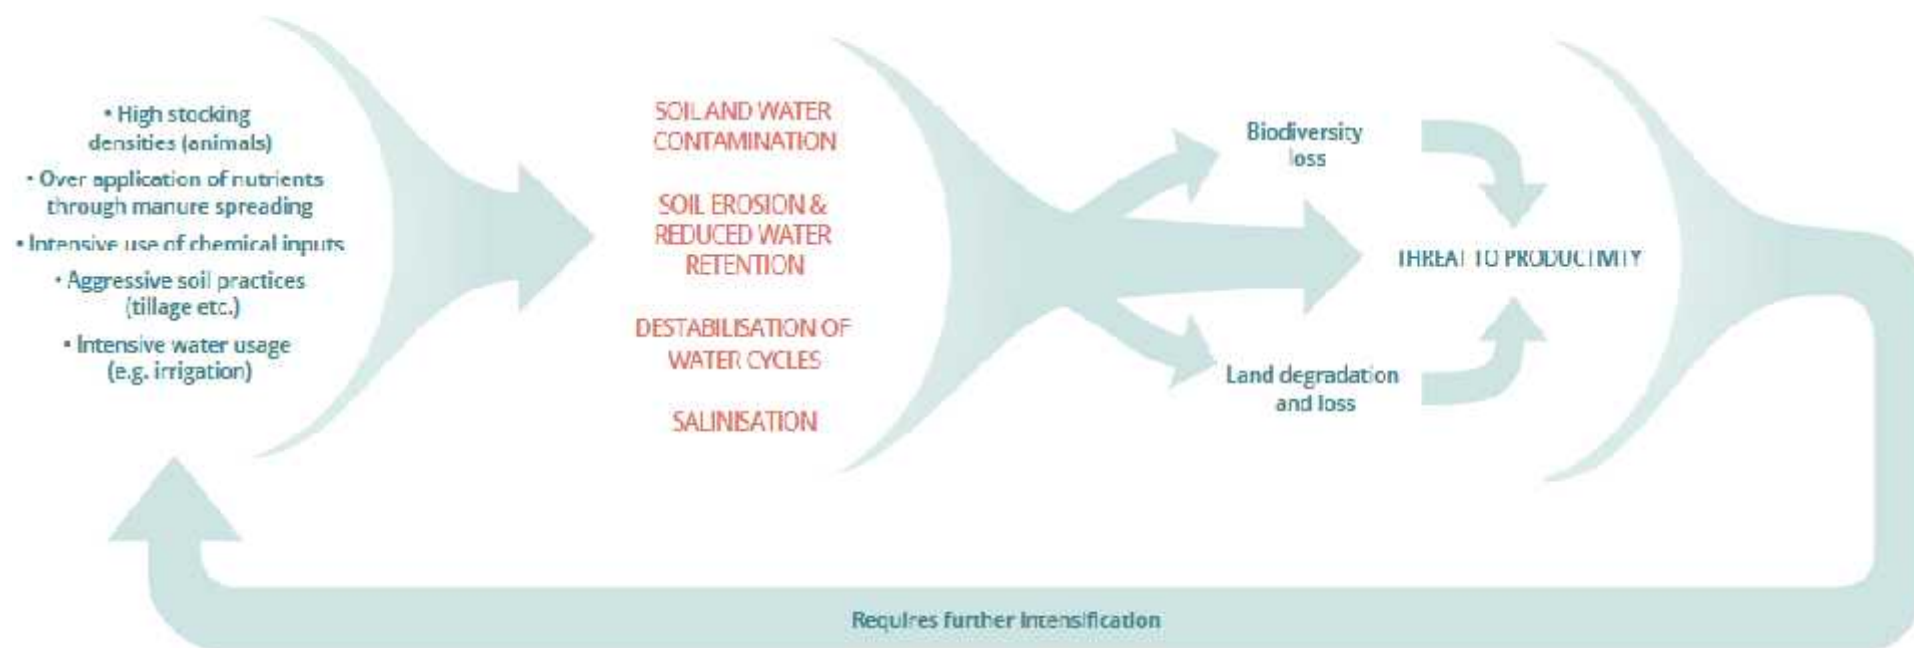 • High stocking
densities (animals)
• Over application of nutrients
through manure spreading
• Intensive use of chemical inputs
• Aggressive soil practices
(tillage etc.)
• Intensive water usage
(e.g. irrigation)
SOIL AND WATER
CONTAMINATION
SOIL EROSION &
REDUCED WATER
RETENTION
DESTABILISATION OF
WATER CYCLES
SALINISATION
Biodiversity
loss
Land degradation
and loss
THREAT TO PRODUCTIVITY
Requires further intensification